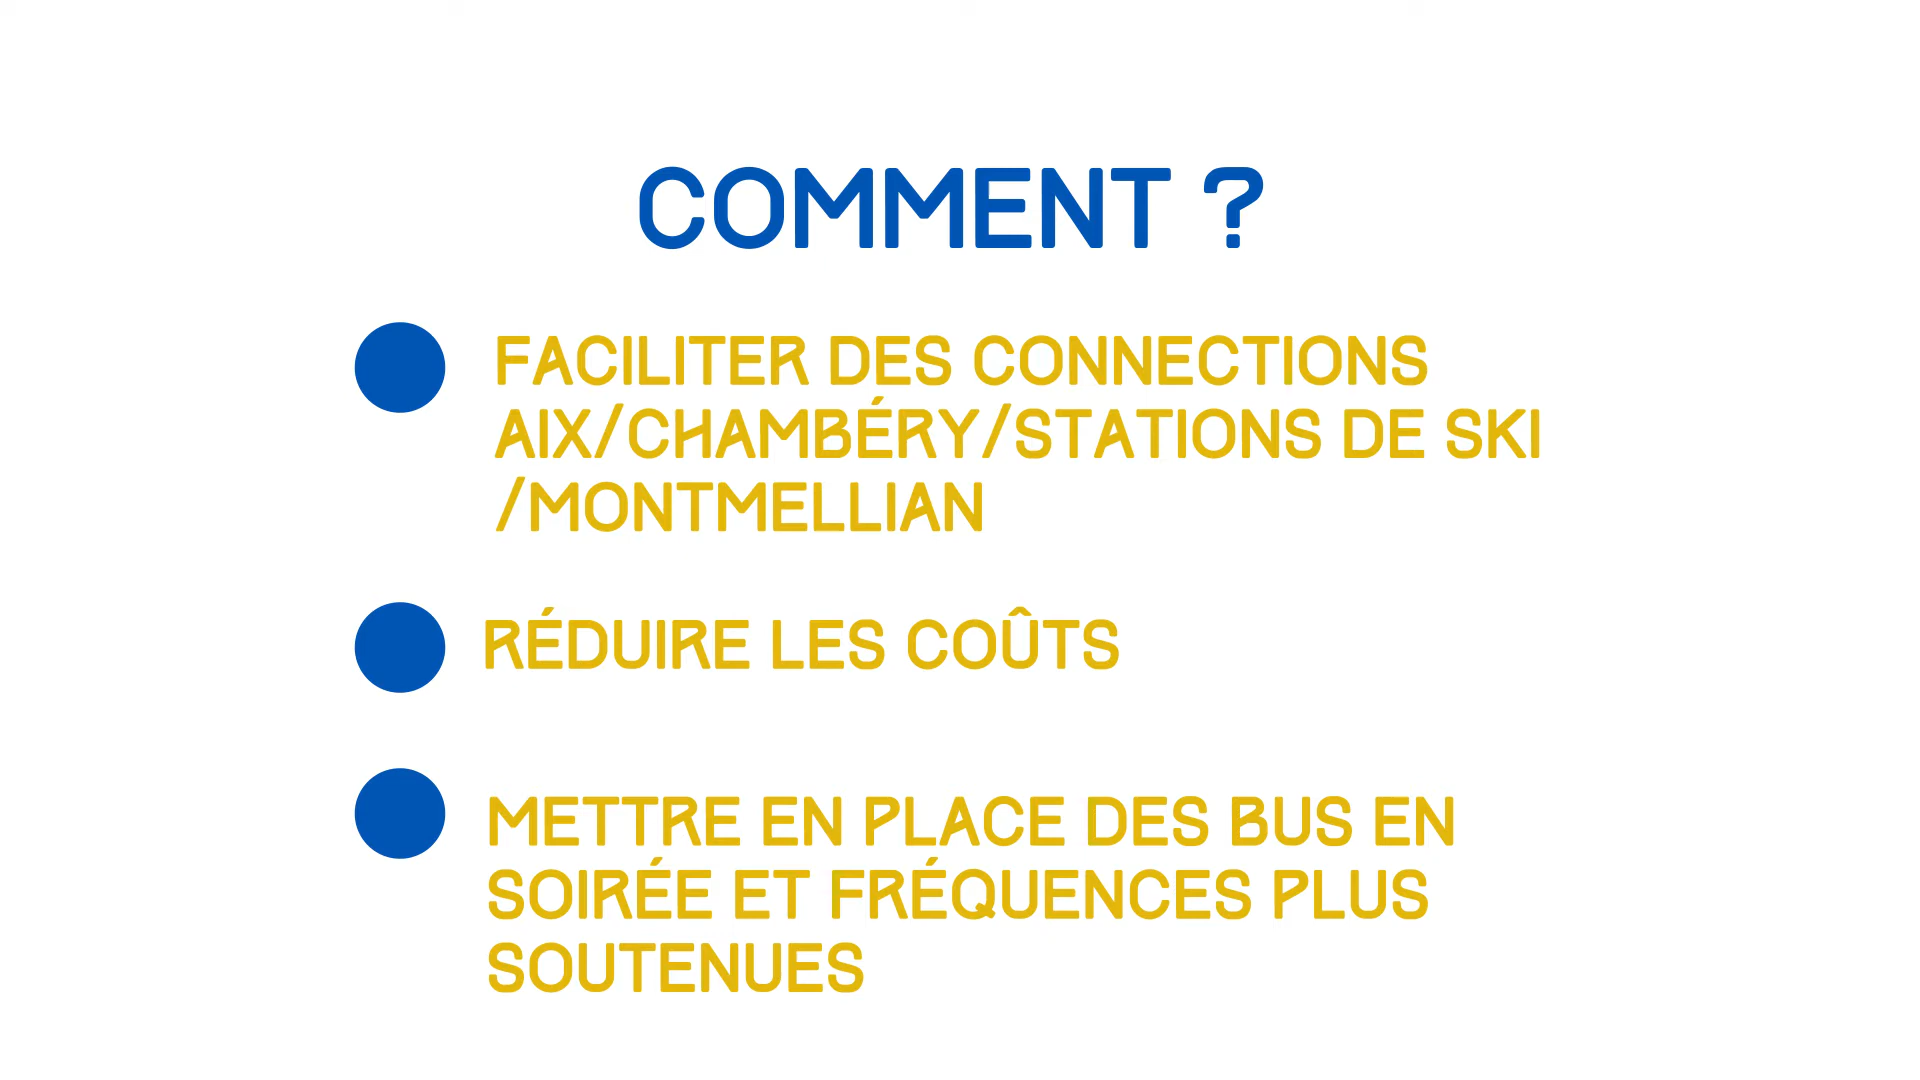 COMMENT ?
FACILITER DES CONNECTIONS
AIX/CHAMBÉRY/STATIONS DE SKI
/MONTMELLIAN
RÉDUIRE LES COÛTS
METTRE EN PLACE DES BUS EN
SOIRÉE ET FRÉQUENCES PLUS
SOUTENUES